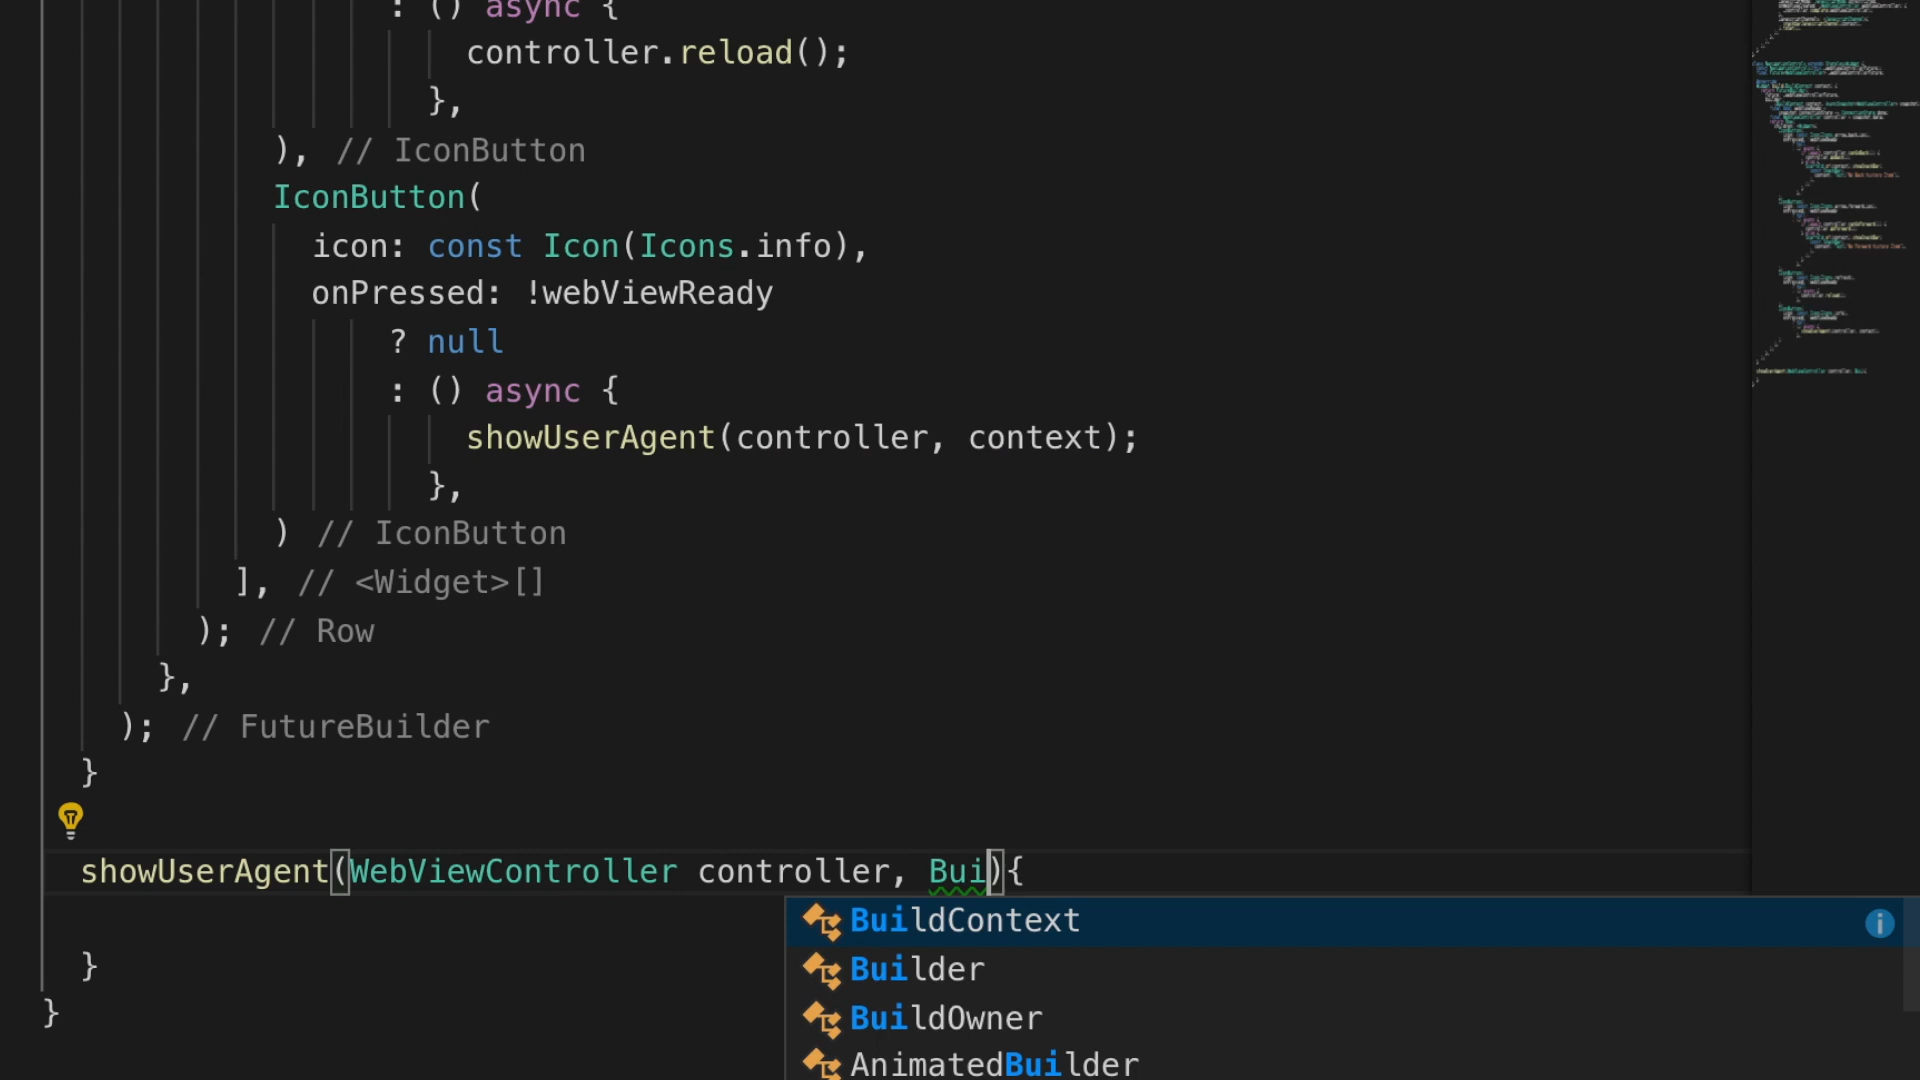 : () async {
controller.reload();
},
), // IconButton
IconButton(
icon: const Icon(Icons.info),
onPressed: !webViewReady
? null
: () async {
showUserAgent(controller, context);
},
) // IconButton
], // <Widget>[]
); // Row
},
); // FutureBuilder
}
showUserAgent(WebViewController controller, Bui){
BuildContext
Builder
BuildOwner
AnimatedBuilder
}
}